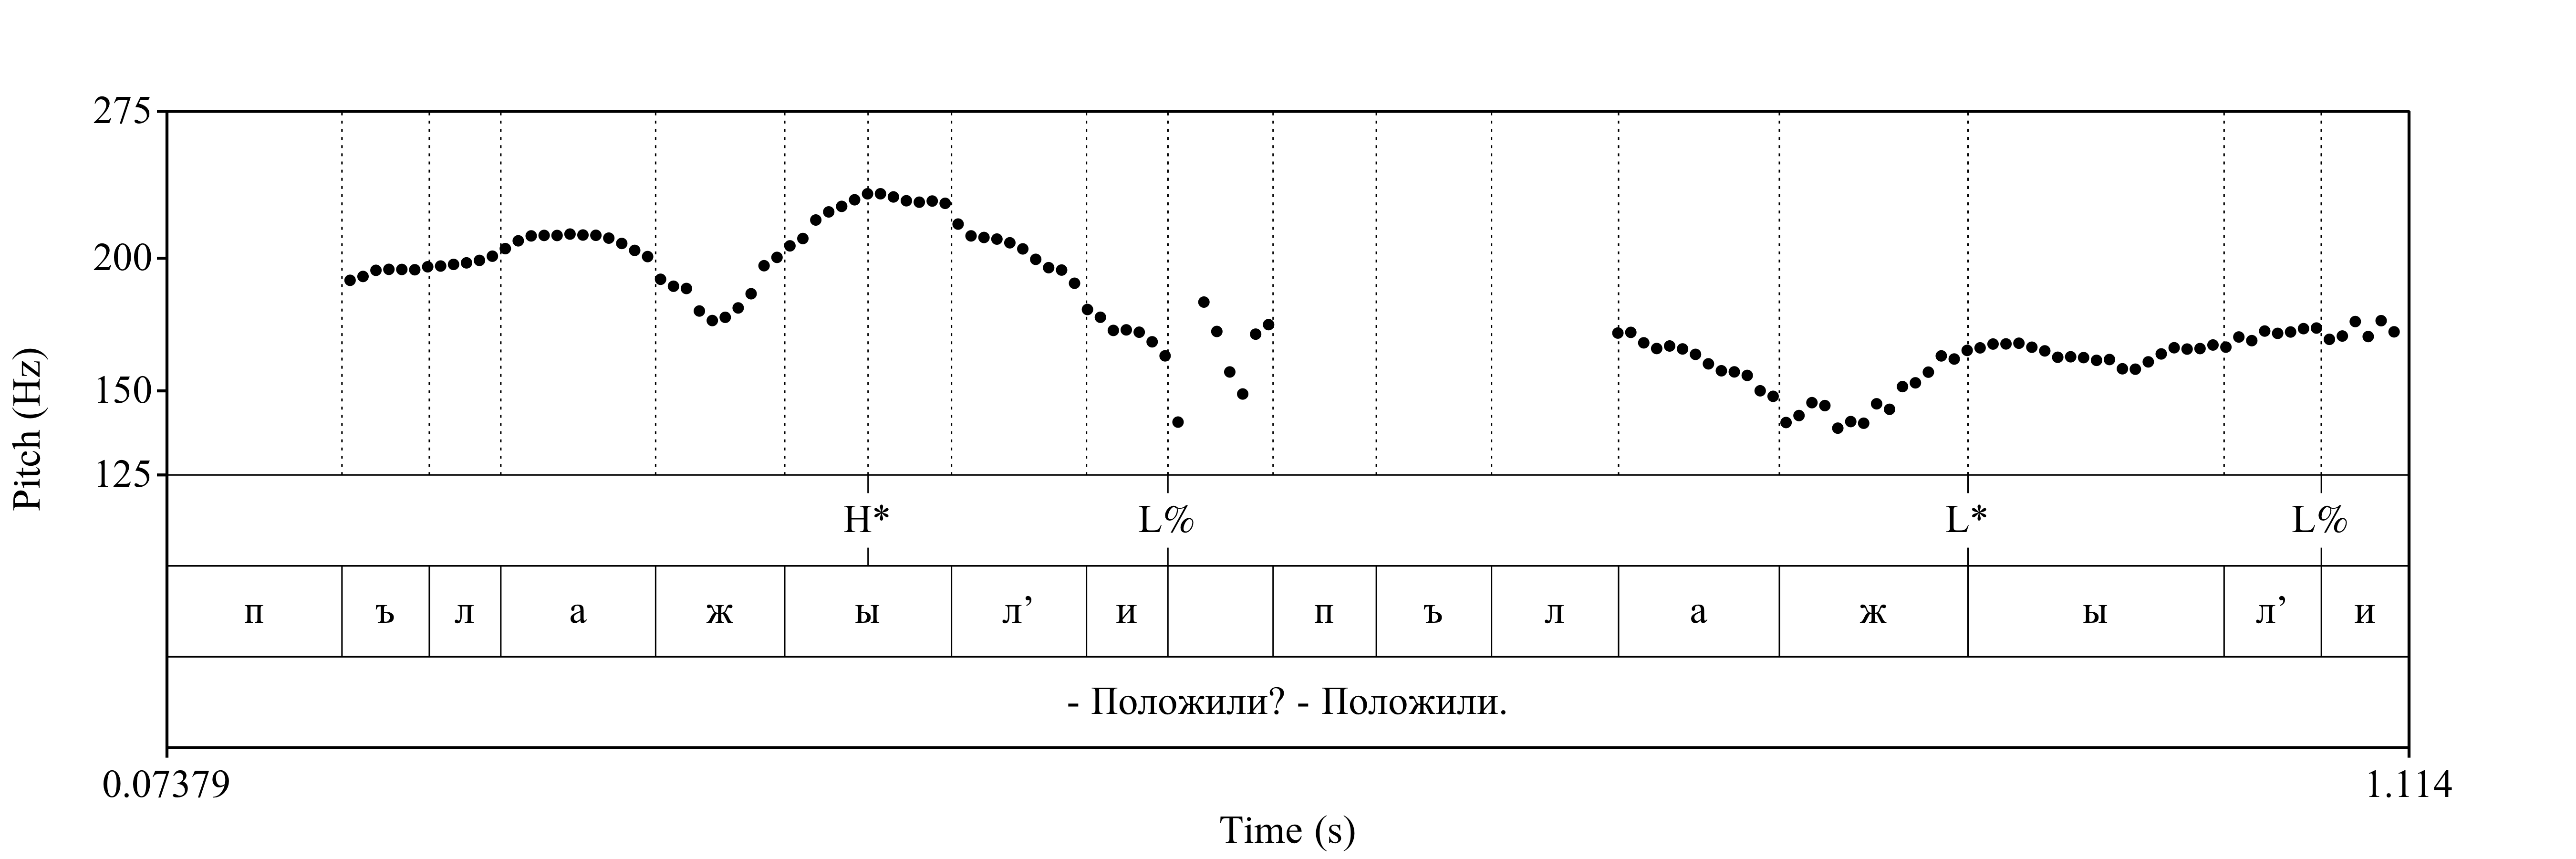 275
200
150
125
Pitch (Hz)
H* L% L* L%
п ъ л а ж ы л’ и п ъ л а ж ы л’ и
- Положили? - Положили.
0.07379 1.114
Time (s)